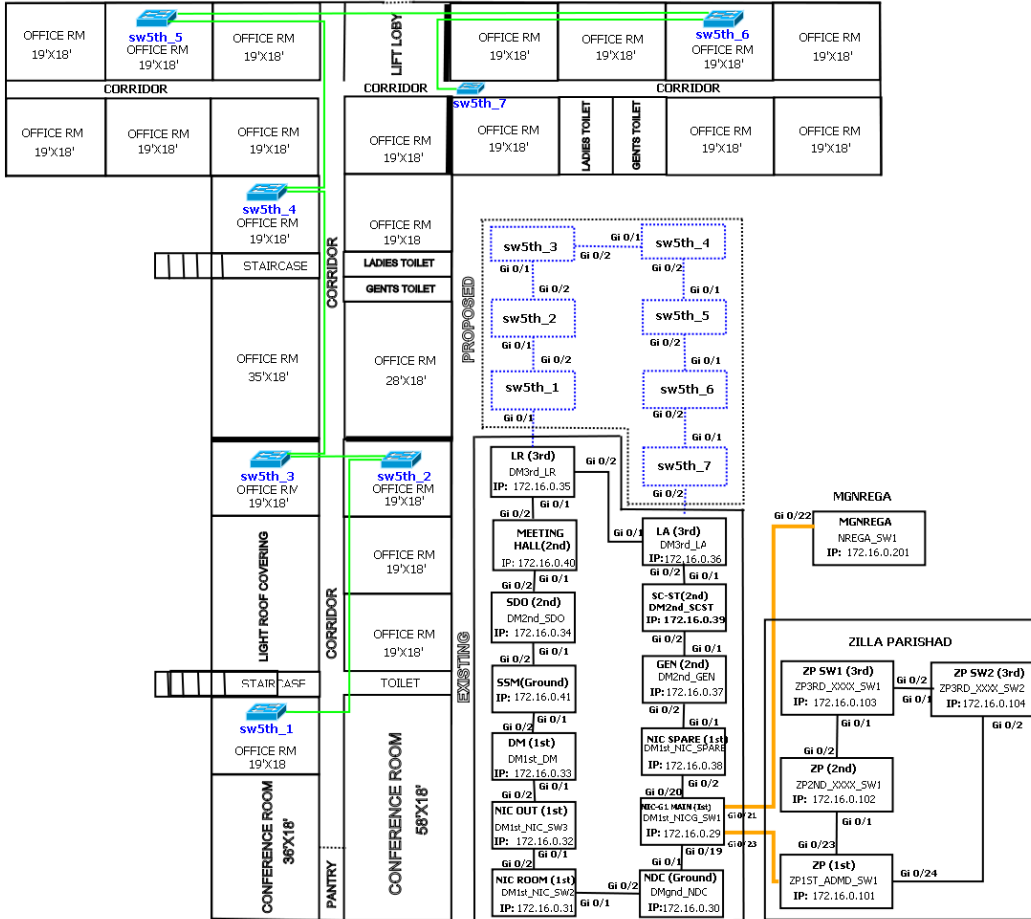 OFFICE RM
19'X18'
sw5th_5
OFFICE RM
19'X18'
OFFICE RM
19'X18'
LIFT LOBY
OFFICE RM
19'X18'
OFFICE RM
19'X18'
sw5th_6
OFFICE RM
19'X18'
OFFICE RM
19'X18'
CORRIDOR
CORRIDOR
CORRIDOR
sw5th_7
OFFICE RM
19'X18'
OFFICE RM
19'X18'
OFFICE RM
19'X18'
OFFICE RM
19'X18'
OFFICE RM
19'X18'
LADIES TOILET
GENTS TOILET
OFFICE RM
19'X18'
OFFICE RM
19'X18'
sw5th_4
OFFICE RM
19'X18'
OFFICE RM
19'X18
STAIRCASE
CORRIDOR
LADIES TOILET
GENTS TOILET
OFFICE RM
35'X18'
OFFICE RM
28'X18'
sw5th_3
OFFICE RM
19'X18'
sw5th_2
OFFICE RM
19'X18'
LIGHT ROOF COVERING
CORRIDOR
OFFICE RM
19'X18'
OFFICE RM
19'X18'
STAIRCASE
TOILET
sw5th_1
OFFICE RM
19'X18
CONFERENCE ROOM
36'X18'
PANTRY
CONFERENCE ROOM
58'X18'
PROPOSED
sw5th_3
Gi 0/1
Gi 0/2
sw5th_4
Gi 0/1
Gi 0/2
Gi 0/2
sw5th_2
Gi 0/1
sw5th_5
Gi 0/2
Gi 0/1
Gi 0/2
Gi 0/1
sw5th_1
sw5th_6
Gi 0/1
Gi 0/2
Gi 0/1
sw5th_7
Gi 0/2
EXISTING
LR (3rd)
DM3rd_LR
IP: 172.16.0.35
Gi 0/2
Gi 0/2
Gi 0/1
MEETING
HALL(2nd)
IP: 172.16.0.40
Gi 0/1
LA (3rd)
DM3rd_LA
IP:172.16.0.36
Gi 0/2
Gi 0/1
Gi 0/2
Gi 0/1
SDO (2nd)
DM2nd_SDO
IP: 172.16.0.34
SC-ST(2nd)
DM2nd_SCST
IP: 172.16.0.39
Gi 0/2
Gi 0/1
Gi 0/2
Gi 0/1
SSM(Ground)
IP: 172.16.0.41
GEN (2nd)
DM2nd_GEN
IP: 172.16.0.37
Gi 0/2
Gi 0/1
Gi 0/2
Gi 0/1
DM (1st)
DM1st_DM
IP: 172.16.0.33
NIC SPARE (1st)
DM1st_NIC_SPARE
IP: 172.16.0.38
Gi 0/2
Gi 0/1
Gi 0/2
Gi 0/20
NIC OUT (1st)
DM1st_NIC_SW3
IP: 172.16.0.32
NIC-G1 MAIN (Ist)
DM1st_NICG_SW1
IP: 172.16.0.29
Gi0/21
Gi0/23
Gi 0/2
Gi 0/1
Gi 0/19
Gi 0/1
NIC ROOM (1st)
DM1st_NIC_SW2
IP: 172.16.0.31
Gi 0/2
Gi 0/1
NDC (Ground)
DMgnd_NDC
IP: 172.16.0.30
MGNREGA
Gi 0/22
MGNREGA
NREGA_SW1
IP: 172.16.0.201
ZILLA PARISHAD
ZP SW1 (3rd)
ZP3RD_XXXX_SW1
IP: 172.16.0.103
Gi 0/2
Gi 0/1
ZP SW2 (3rd)
ZP3RD_XXXX_SW2
IP: 172.16.0.104
Gi 0/1
Gi 0/2
Gi 0/2
ZP (2nd)
ZP2ND_XXXX_SW1
IP: 172.16.0.102
Gi 0/1
Gi 0/23
ZP (1st)
ZP1ST_ADMD_SW1
IP: 172.16.0.101
Gi 0/24